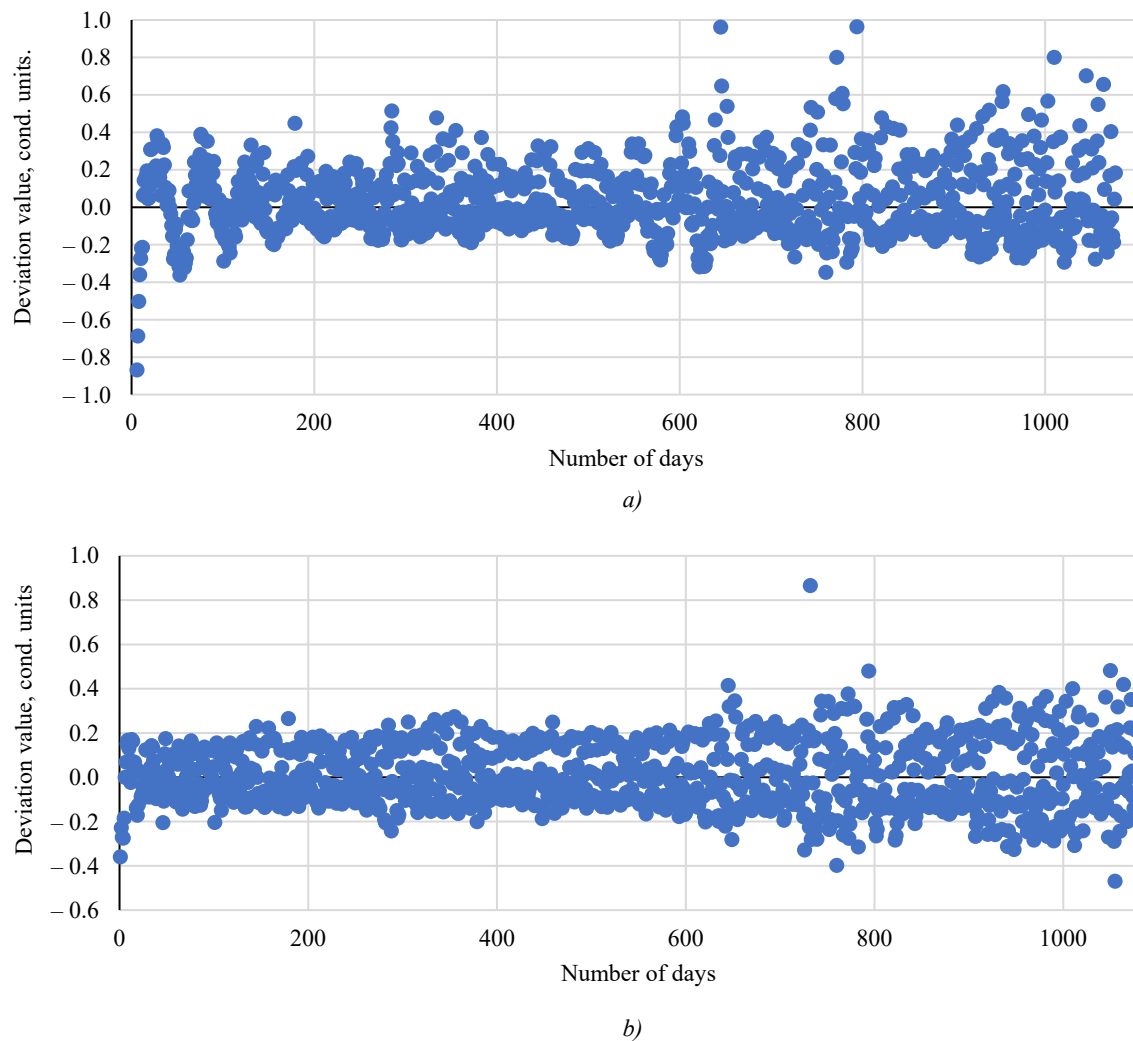 Deviation value, cond. units.
1.0
0.8
0.6
0.4
0.2
0.0
– 0.2
– 0.4
– 0.6
– 0.8
– 1.0
0 200 400 600 800 1000
Number of days
a)
Deviation value, cond. units
1.0
0.8
0.6
0.4
0.2
0.0
– 0.2
– 0.4
– 0.6
0 200 400 600 800 1000
Number of days
b)